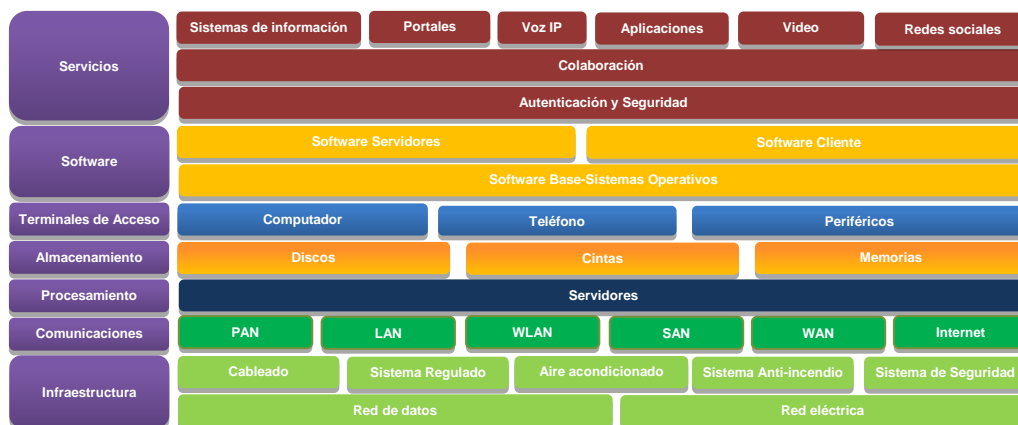 Servicios
Sistemas de información
Portales
Voz IP
Aplicaciones
Video
Redes sociales
Colaboración
Autenticación y Seguridad
Software
Software Servidores
Software Cliente
Software Base-Sistemas Operativos
Terminales de Acceso
Computador
Teléfono
Periféricos
Almacenamiento
Discos
Cintas
Memorias
Procesamiento
Servidores
Comunicaciones
PAN
LAN
WLAN
SAN
WAN
Internet
Infraestructura
Cableado
Sistema Regulado
Aire acondicionado
Sistema Anti-incendio
Sistema de Seguridad
Red de datos
Red eléctrica